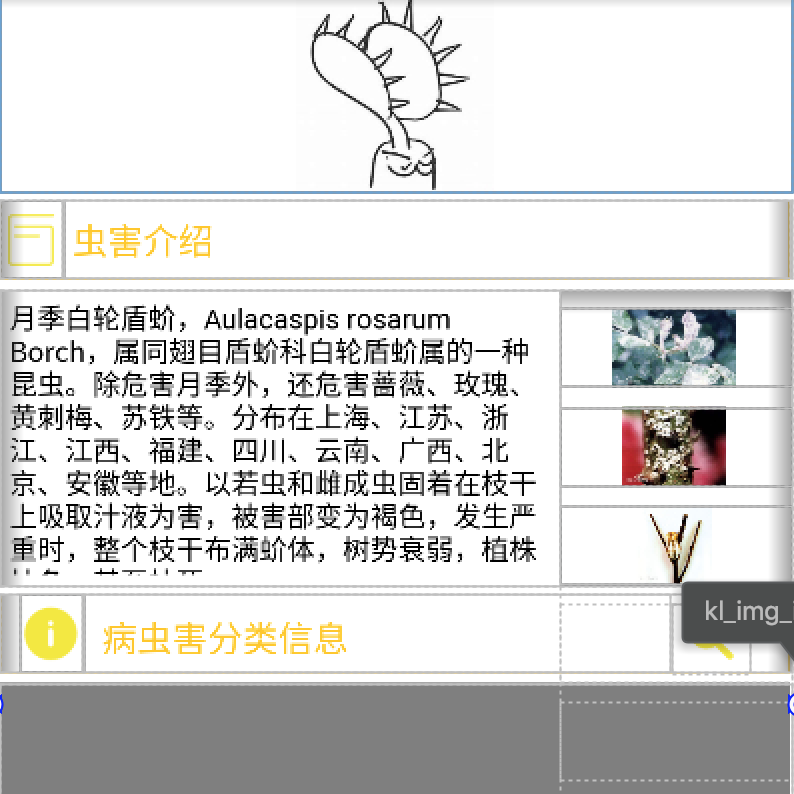 虫害介绍
月季白轮盾蚧，Aulacaspis rosarum
Borch，属同翅目盾蚧科白轮盾蚧属的一种
昆虫。除危害月季外，还危害蔷薇、玫瑰、
黄刺梅、苏铁等。分布在上海、江苏、浙
江、江西、福建、四川、云南、广西、北
京、安徽等地。以若虫和雌成虫固着在枝干
上吸取汁液为害，被害部变为褐色，发生严
重时，整个枝干布满蚧体，树势衰弱，植株
kl_img_
病虫害分类信息